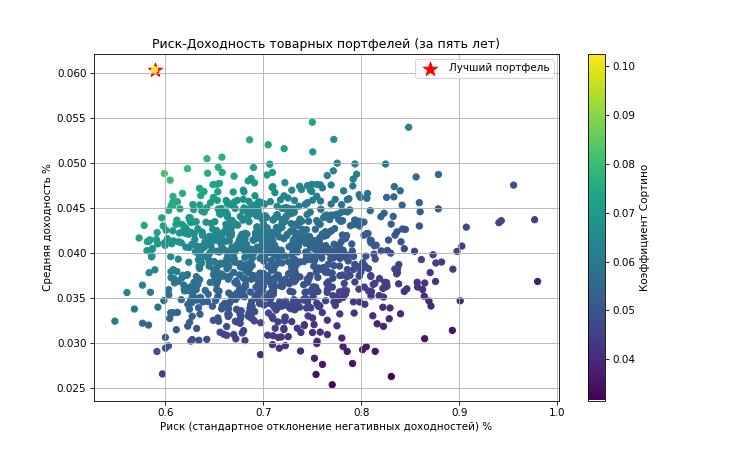 Риск-Доходность товарных портфелей (за пять лет)
Лучший портфель
Средняя доходность %
0.060
0.055
0.050
0.045
0.040
0.035
0.030
0.025
0.6 0.7 0.8 0.9 1.0
Риск (стандартное отклонение негативных доходностей) %
0.10
0.09
0.08
0.07
0.06
0.05
0.04
Коэффициент Сортино